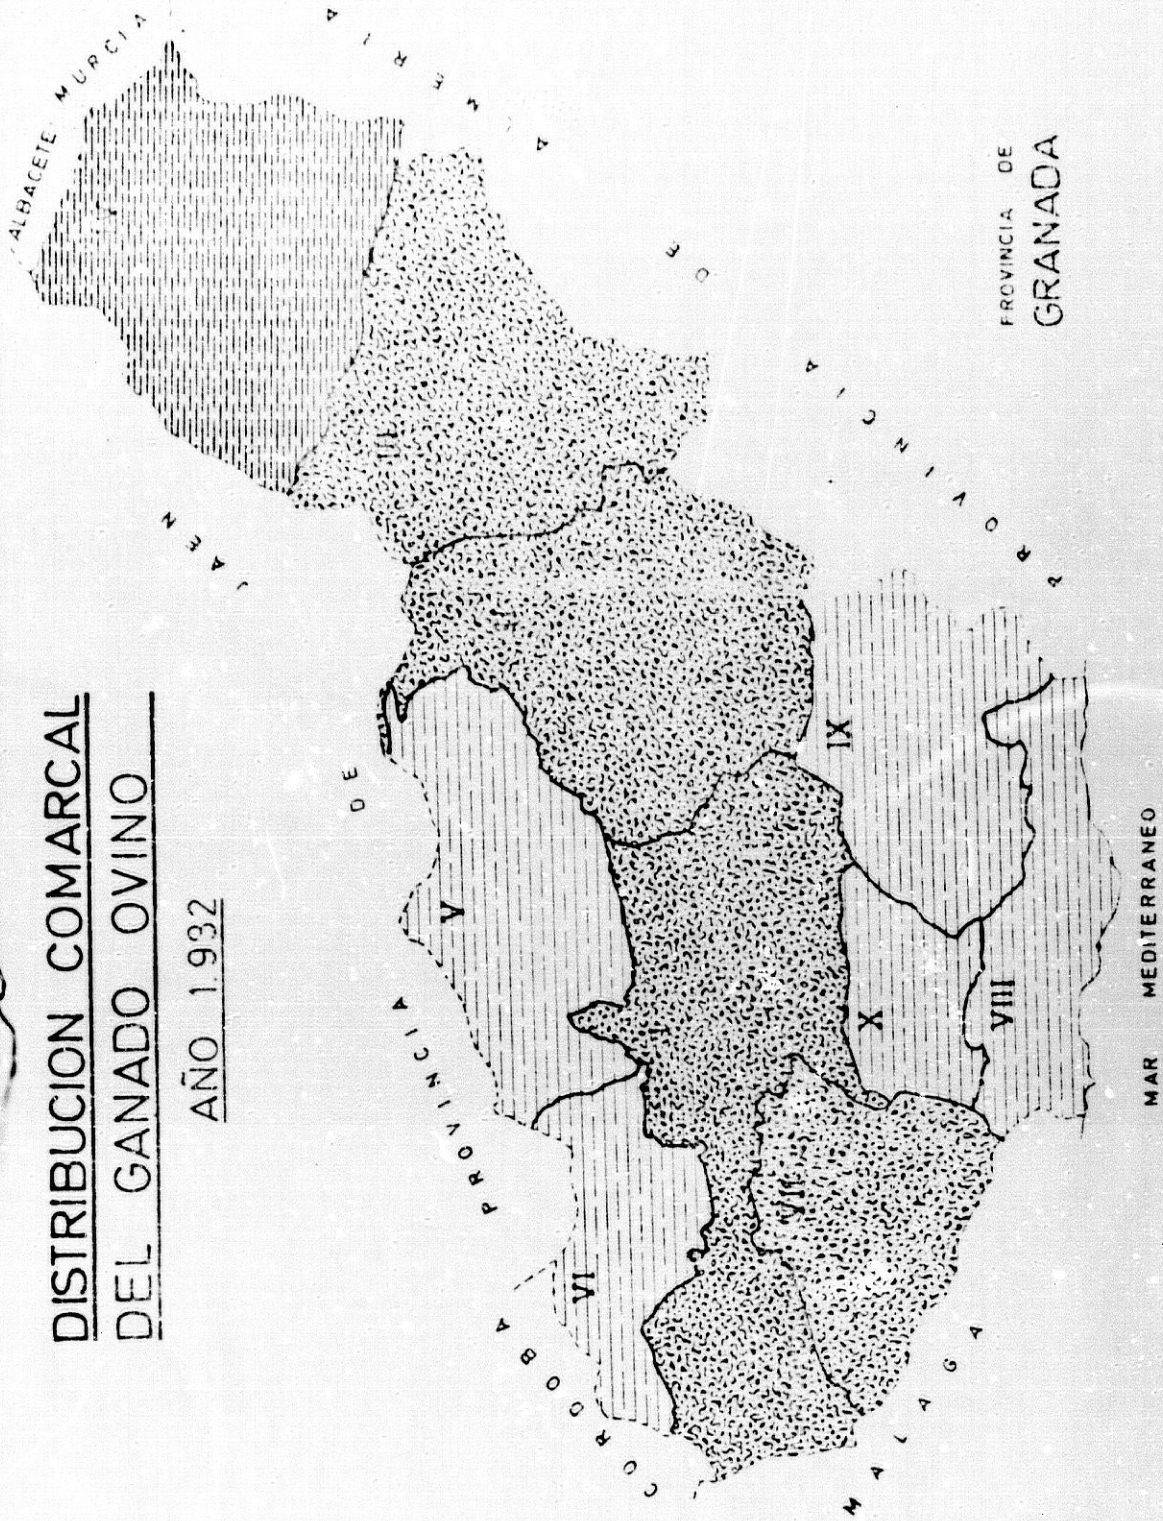 DISTRIBUCION COMARCAL
DEL GANADO OVINO
AÑO 1.932
ALBACETE MURCIA
JAEN
DE
PROVINCIA
CORDOBA
MALAGA
PROVINCIA
DE
ALMERIA
III
V
VI
VII
IX
X
VIII
MAR MEDITERRANEO
PROVINCIA DE
GRANADA